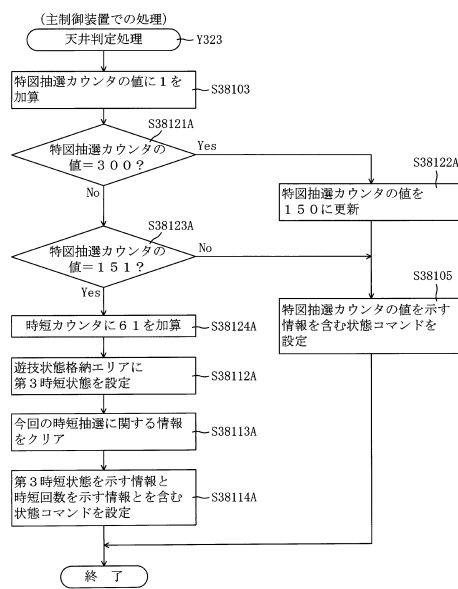 (主制御装置での処理)
天井判定処理
Y323
特図抽選カウンタの値に1を
加算
S38103
S38121A
特図抽選カウンタの
値=300?
Yes
No
S38122A
特図抽選カウンタの値を
150に更新
S38123A
特図抽選カウンタの
値=151?
No
Yes
S38105
特図抽選カウンタの値を示す
情報を含む状態コマンドを
設定
時短カウンタに61を加算
S38124A
遊技状態格納エリアに
第3時短状態を設定
S38112A
今回の時短抽選に関する情報
をクリア
S38113A
第3時短状態を示す情報と
時短回数を示す情報とを含む
状態コマンドを設定
S38114A
終 了